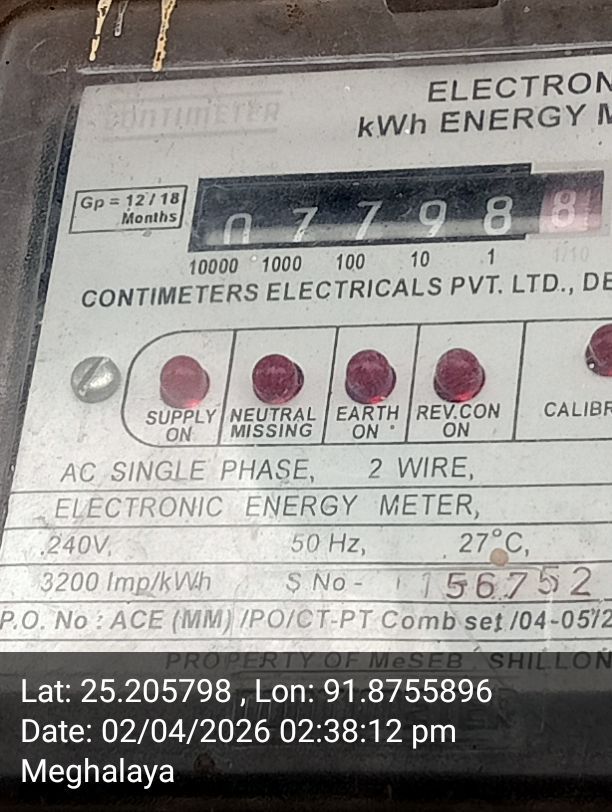 CONTIMETER
ELECTRON
kWh ENERGY M
Gp = 12 / 18
Months
0 7 7 9 8 8
10000 1000 100 10 .1 1/10
CONTIMETERS ELECTRICALS PVT. LTD., DE
SUPPLY ON
NEUTRAL MISSING
EARTH ON
REV.CON ON
CALIBR
AC SINGLE PHASE, 2 WIRE,
ELECTRONIC ENERGY METER,
240V, 50 Hz, 27°C,
3200 Imp/kWh S No - 156752
P.O. No : ACE (MM) /PO/CT-PT Comb set /04-05/2
PROPERTY OF MeSEB SHILLON
Lat: 25.205798 , Lon: 91.8755896
Date: 02/04/2026 02:38:12 pm
Meghalaya